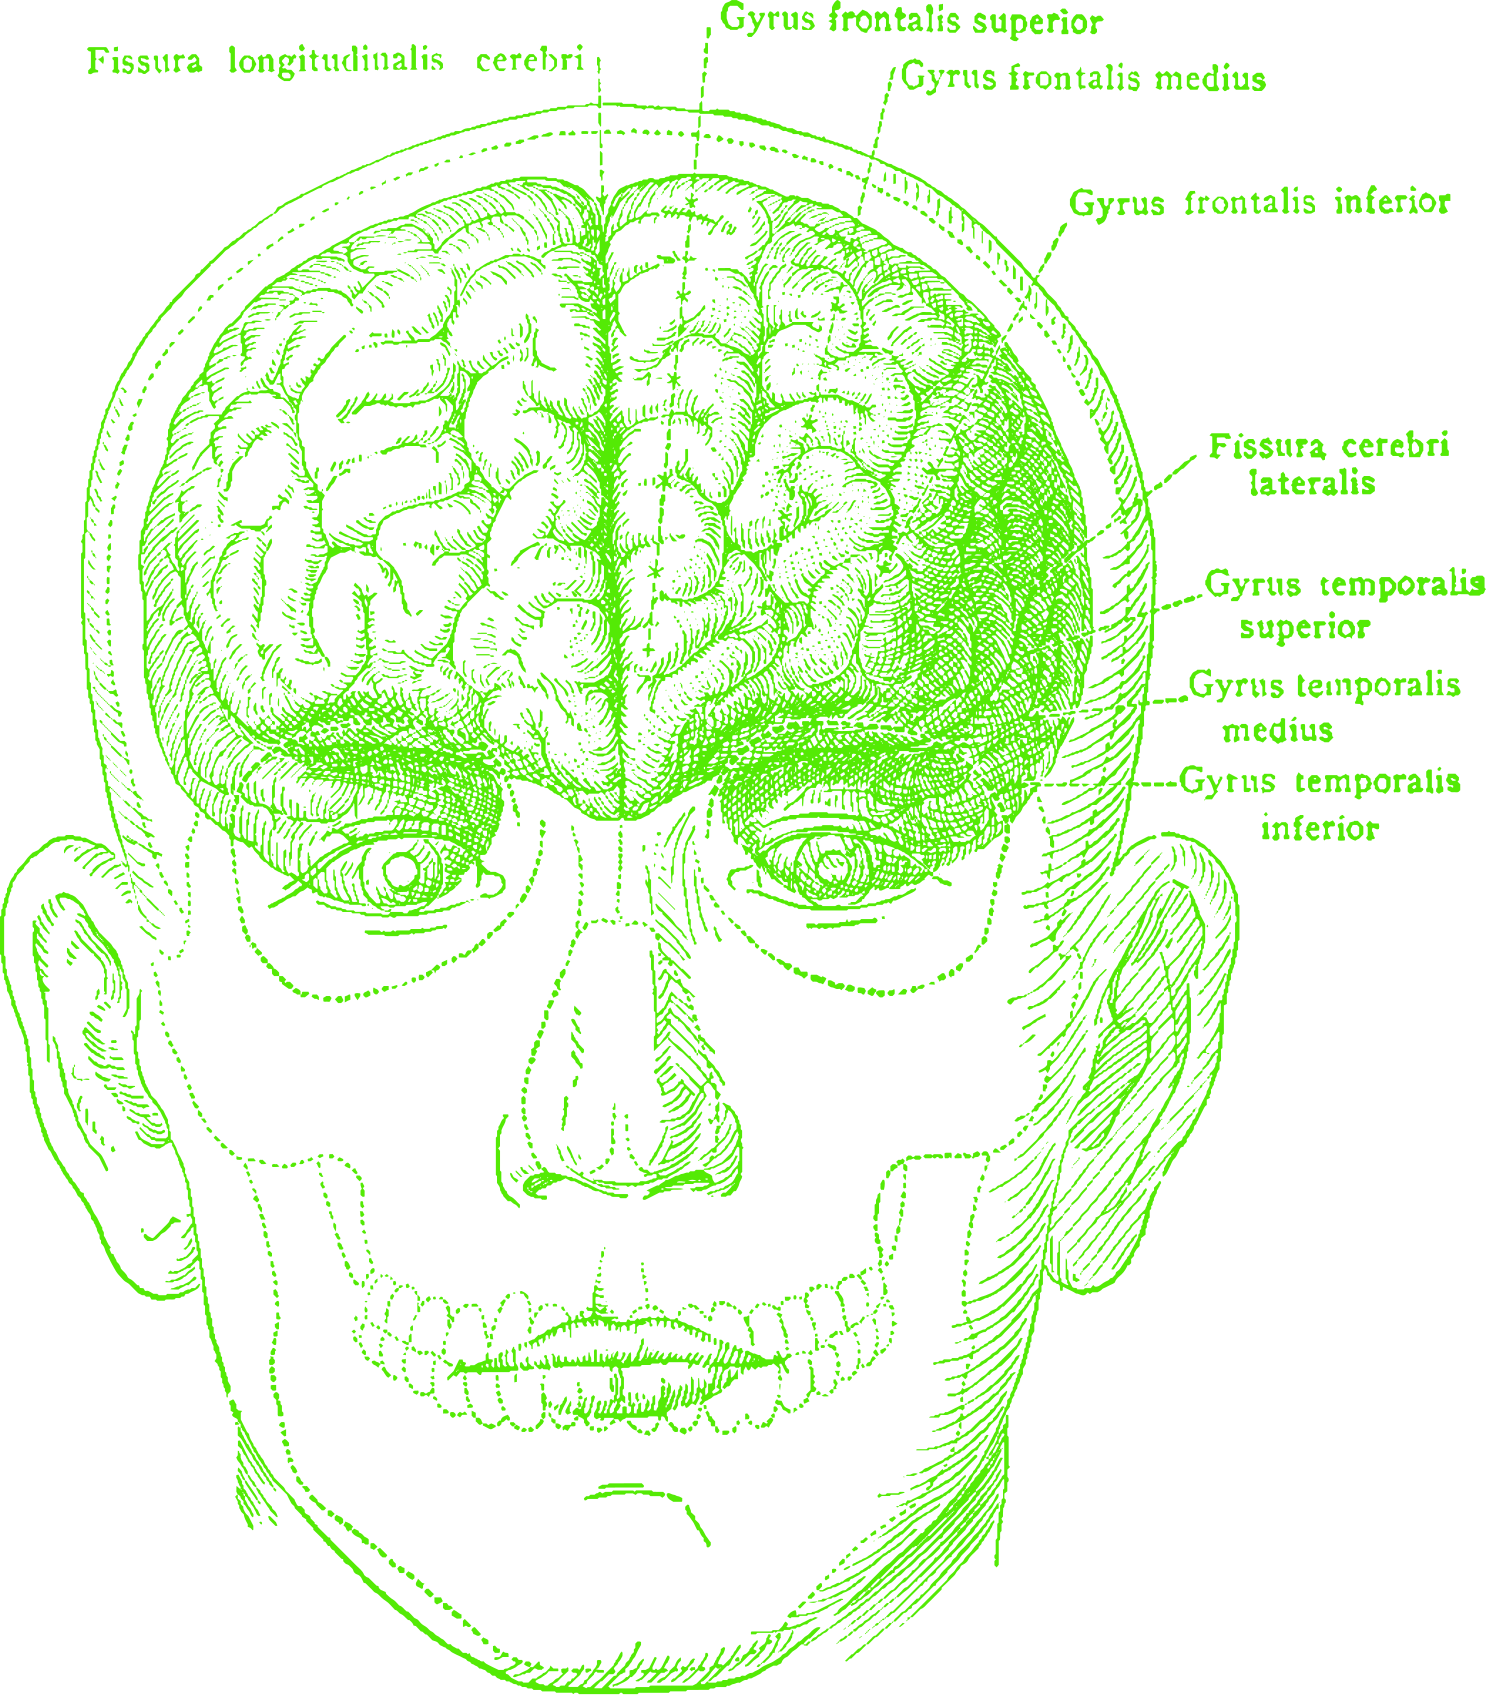 Gyrus frontalis superior
Fissura longitudinalis cerebri
Gyrus frontalis medius
Gyrus frontalis inferior
Fissura cerebri
lateralis
Gyrus temporalis
superior
Gyrus temporalis
medius
Gyrus temporalis
inferior